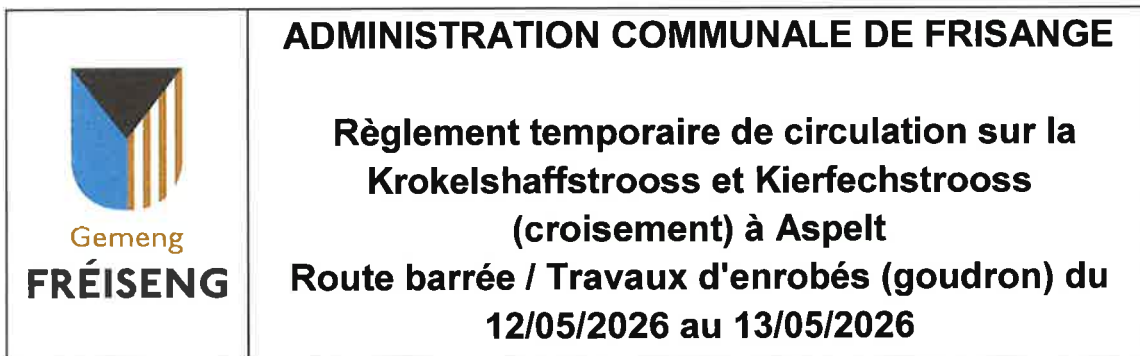 ADMINISTRATION COMMUNALE DE FRISANGE
Règlement temporaire de circulation sur la
Krokelshaffstrooss et Kierfechstrooss
(croisement) à Aspelt
Route barrée / Travaux d'enrobés (goudron) du
12/05/2026 au 13/05/2026
Gemeng
FRÉISENG